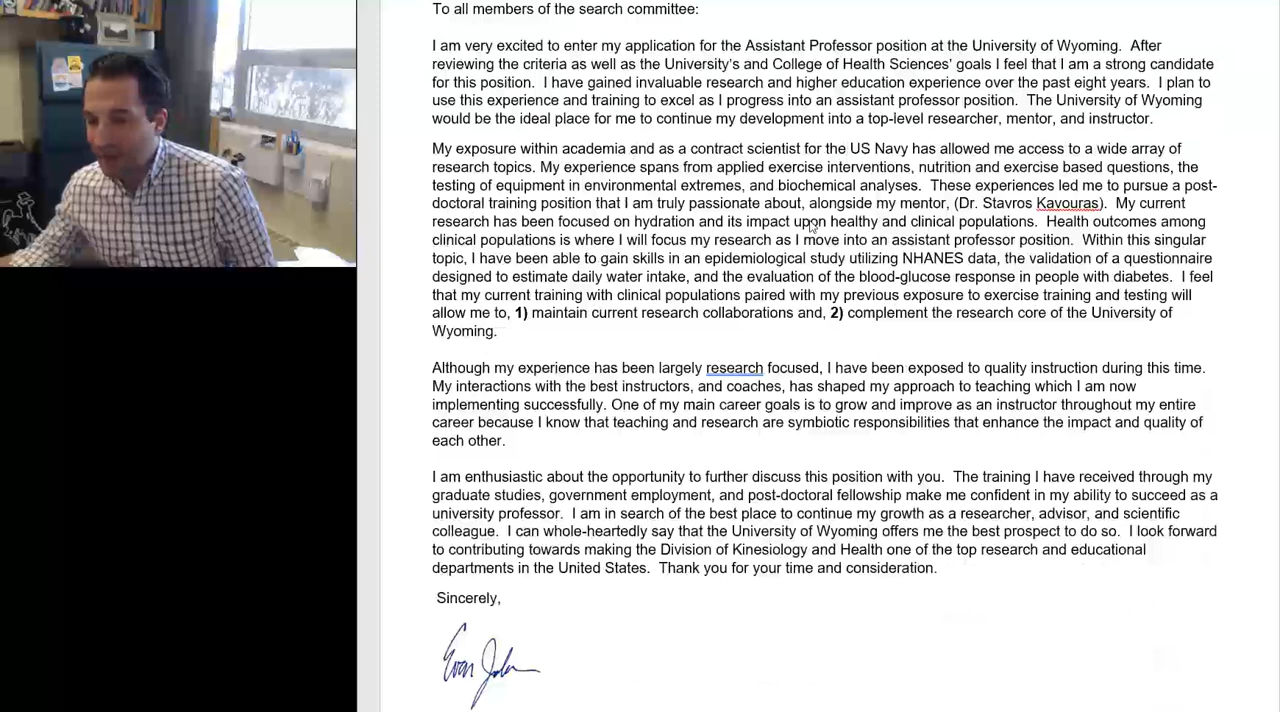 To all members of the search committee:
I am very excited to enter my application for the Assistant Professor position at the University of Wyoming.  After
reviewing the criteria as well as the University's and College of Health Sciences' goals I feel that I am a strong candidate
for this position.  I have gained invaluable research and higher education experience over the past eight years.  I plan to
use this experience and training to excel as I progress into an assistant professor position.  The University of Wyoming
would be the ideal place for me to continue my development into a top-level researcher, mentor, and instructor.
My exposure within academia and as a contract scientist for the US Navy has allowed me access to a wide array of
research topics. My experience spans from applied exercise interventions, nutrition and exercise based questions, the
testing of equipment in environmental extremes, and biochemical analyses.  These experiences led me to pursue a post-
doctoral training position that I am truly passionate about, alongside my mentor, (Dr. Stavros Kavouras).  My current
research has been focused on hydration and its impact upon healthy and clinical populations.  Health outcomes among
clinical populations is where I will focus my research as I move into an assistant professor position.  Within this singular
topic, I have been able to gain skills in an epidemiological study utilizing NHANES data, the validation of a questionnaire
designed to estimate daily water intake, and the evaluation of the blood-glucose response in people with diabetes.  I feel
that my current training with clinical populations paired with my previous exposure to exercise training and testing will
allow me to, 1) maintain current research collaborations and, 2) complement the research core of the University of
Wyoming.
Although my experience has been largely research focused, I have been exposed to quality instruction during this time.
My interactions with the best instructors, and coaches, has shaped my approach to teaching which I am now
implementing successfully. One of my main career goals is to grow and improve as an instructor throughout my entire
career because I know that teaching and research are symbiotic responsibilities that enhance the impact and quality of
each other.
I am enthusiastic about the opportunity to further discuss this position with you.  The training I have received through my
graduate studies, government employment, and post-doctoral fellowship make me confident in my ability to succeed as a
university professor.  I am in search of the best place to continue my growth as a researcher, advisor, and scientific
colleague.  I can whole-heartedly say that the University of Wyoming offers me the best prospect to do so.  I look forward
to contributing towards making the Division of Kinesiology and Health one of the top research and educational
departments in the United States.  Thank you for your time and consideration.
Sincerely,